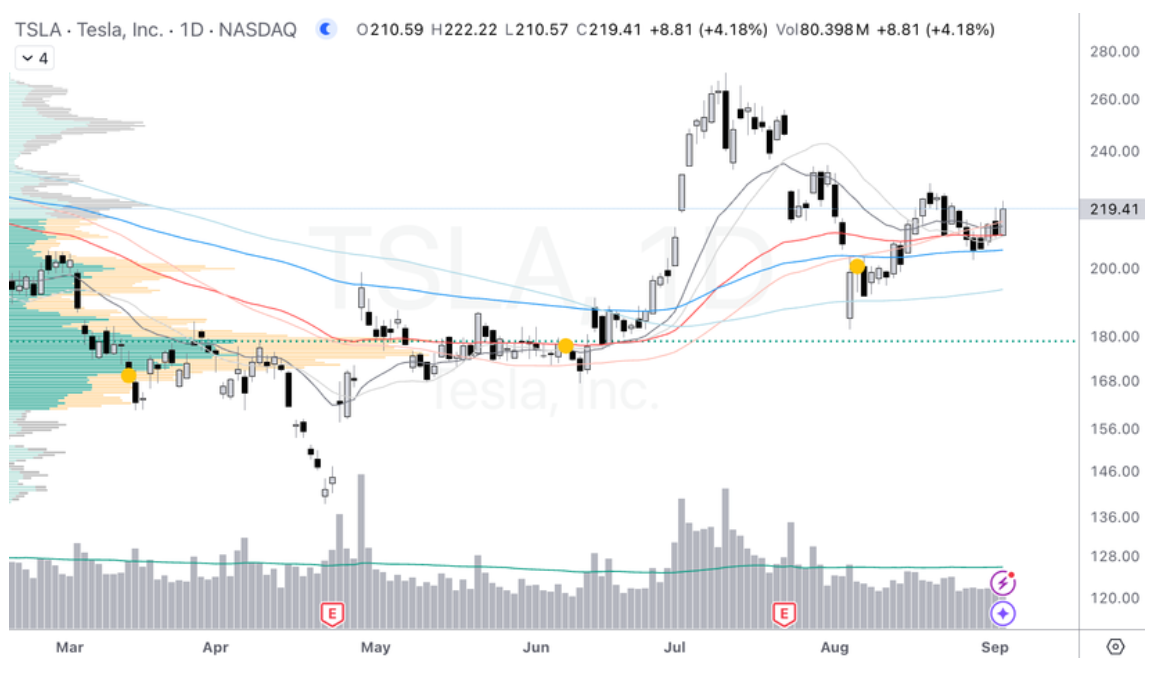 TSLA · Tesla, Inc. · 1D · NASDAQ O210.59 H222.22 L210.57 C219.41 +8.81 (+4.18%) Vol80.398M +8.81 (+4.18%)
4
280.00
260.00
240.00
219.41
200.00
180.00
168.00
156.00
146.00
136.00
128.00
120.00
TSLA, 1D
Tesla, Inc.
E E
Mar Apr May Jun Jul Aug Sep